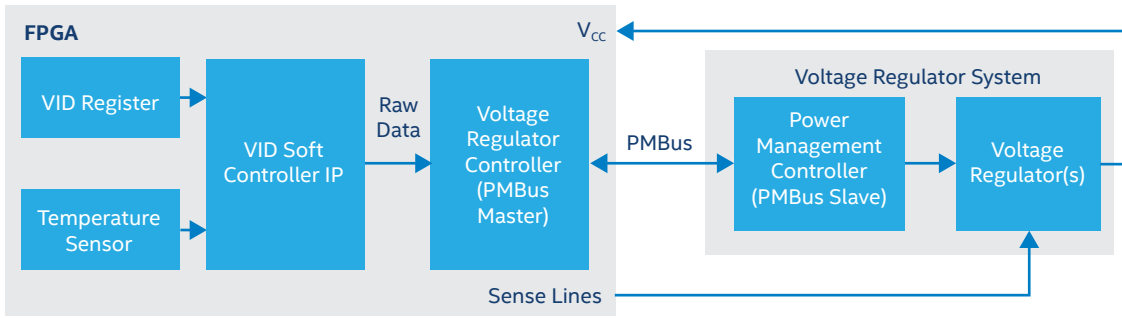 FPGA
VID Register
Temperature
Sensor
VID Soft
Controller IP
Raw
Data
Voltage
Regulator
Controller
(PMBus
Master)
V_CC
PMBus
Sense Lines
Voltage Regulator System
Power
Management
Controller
(PMBus Slave)
Voltage
Regulator(s)